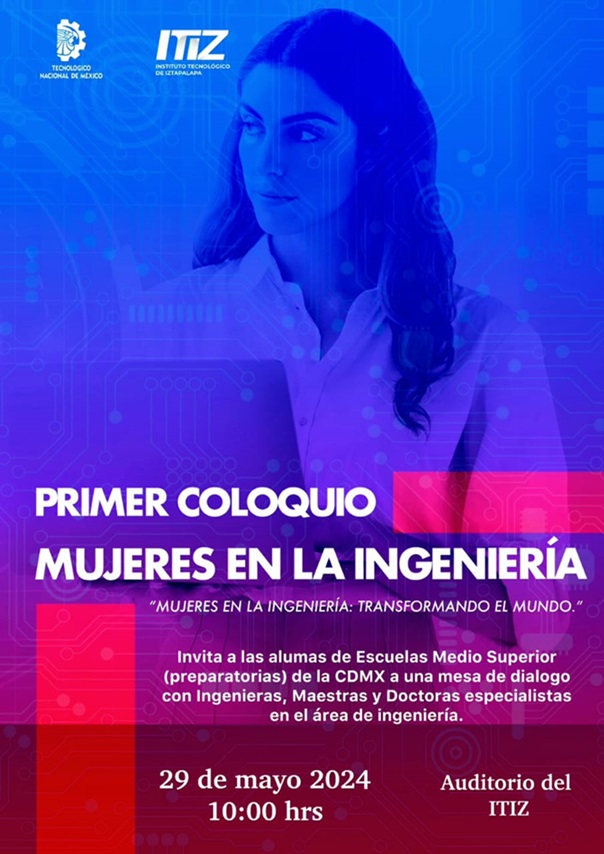 TECNOLÓGICO
NACIONAL DE MÉXICO
ITIZ
INSTITUTO TECNOLÓGICO
DE IZTAPALAPA
PRIMER COLOQUIO
MUJERES EN LA INGENIERÍA
“MUJERES EN LA INGENIERÍA: TRANSFORMANDO EL MUNDO.”
Invita a las alumas de Escuelas Medio Superior
(preparatorias) de la CDMX a una mesa de dialogo
con Ingenieras, Maestras y Doctoras especialistas
en el área de ingeniería.
29 de mayo 2024
10:00 hrs
Auditorio del
ITIZ